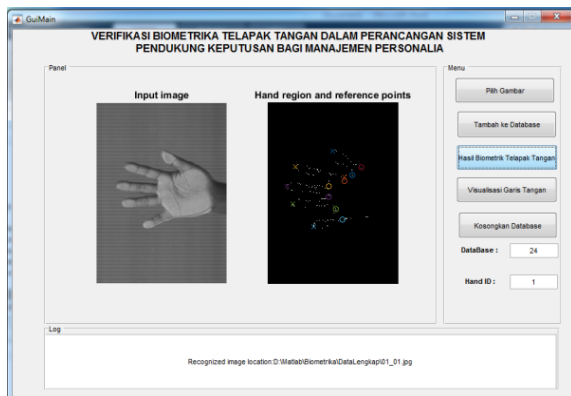 GuiMain
VERIFIKASI BIOMETRIKA TELAPAK TANGAN DALAM PERANCANGAN SISTEM
PENDUKUNG KEPUTUSAN BAGI MANAJEMEN PERSONALIA
Panel
Input image
Hand region and reference points
Menu
Pilih Gambar
Tambah ke Database
Hasil Biometrik Telapak Tangan
Visualisasi Garis Tangan
Kosongkan Database
DataBase : 24
Hand ID : 1
Log
Recognized image location:D:\Matlab\Biometrika\DataLengkap\01_01.jpg